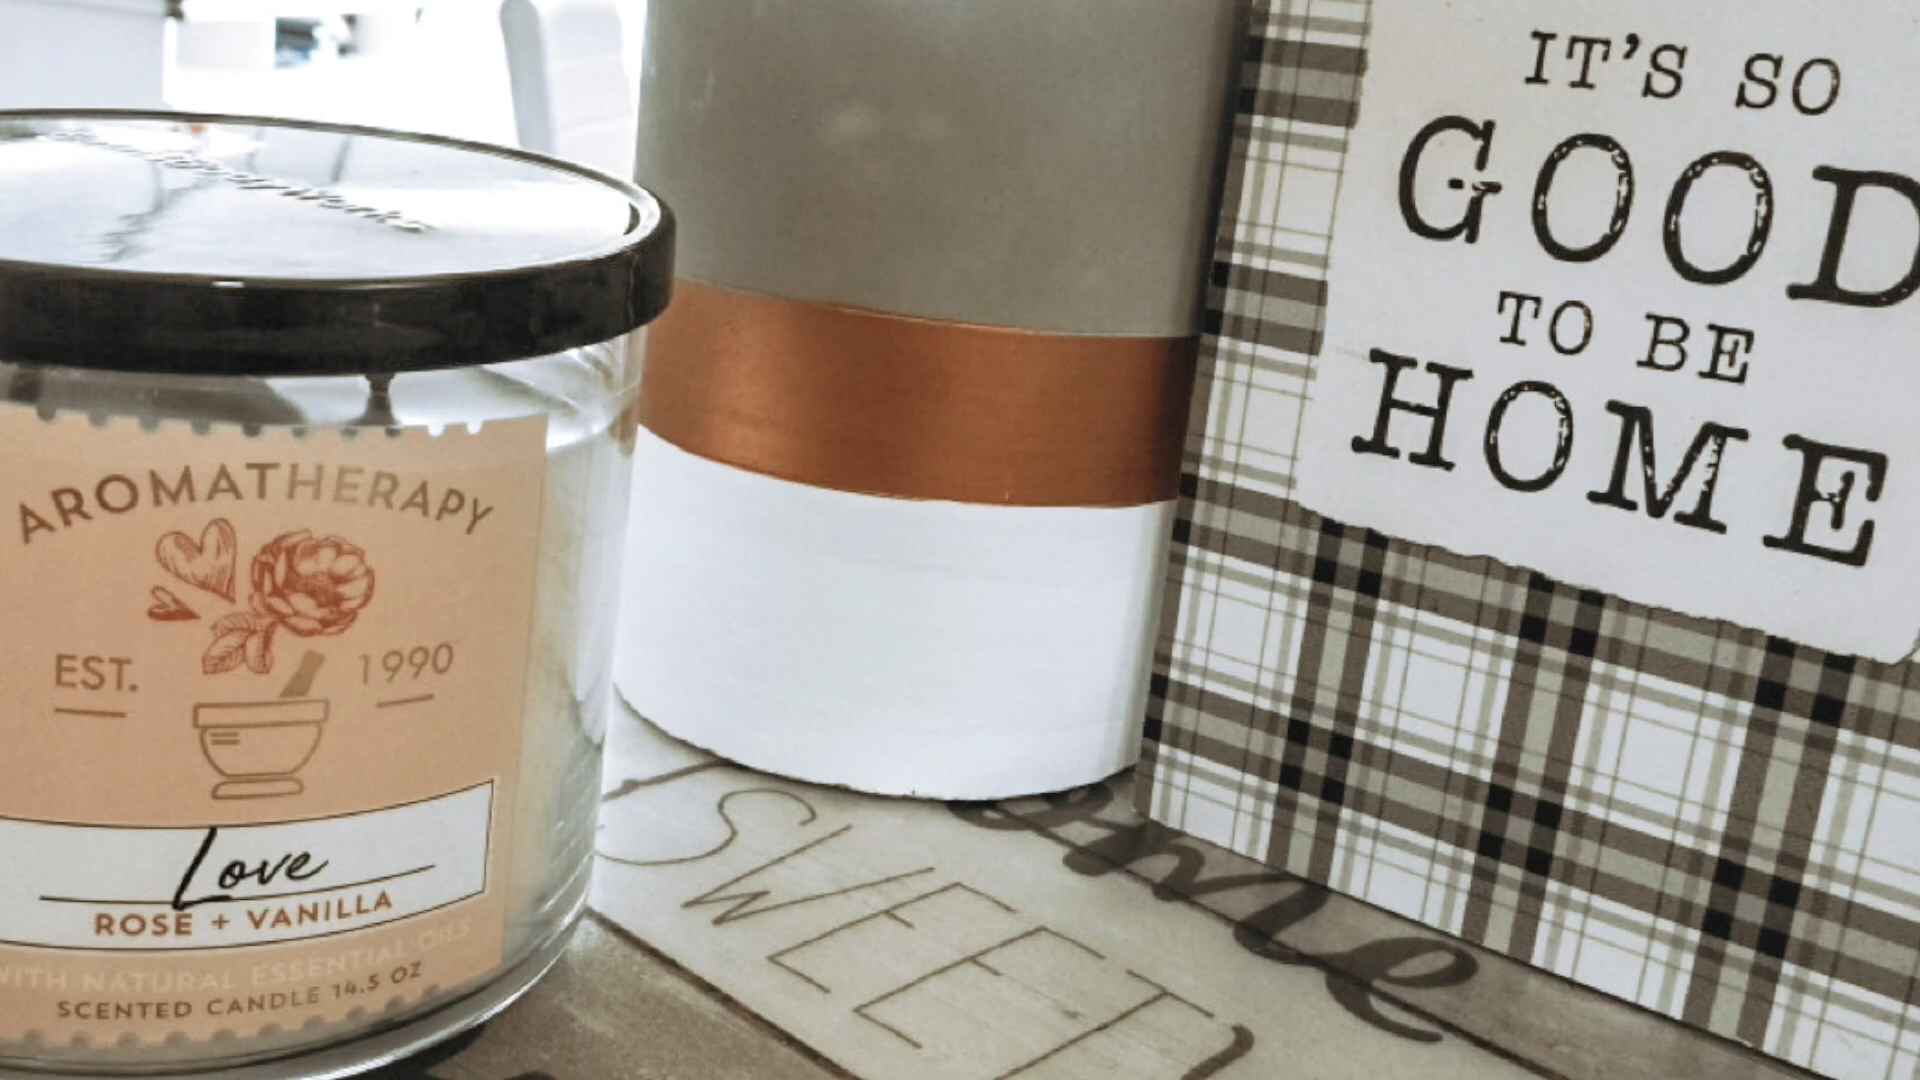 AROMATHERAPY
EST. 1990
Love
ROSE + VANILLA
WITH NATURAL ESSENTIAL OILS
SCENTED CANDLE 14.5 OZ
IT'S SO
GOOD
TO BE
HOME
SWEET